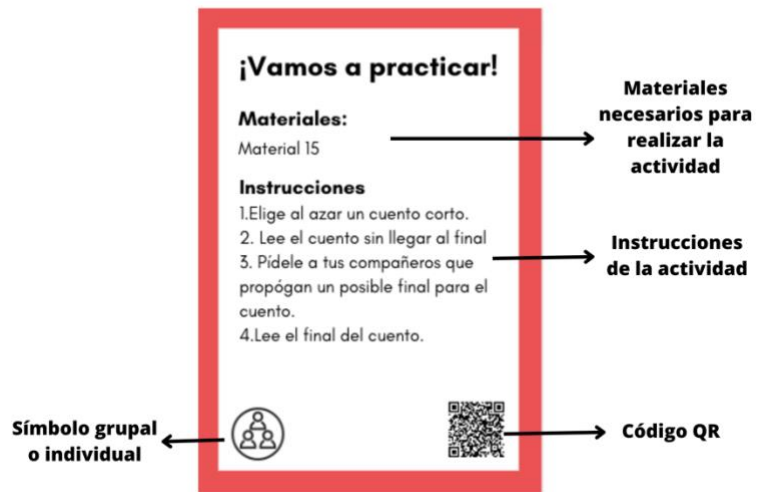 ¡Vamos a practicar!
Materiales:
Material 15
Instrucciones
1.Elige al azar un cuento corto.
2. Lee el cuento sin llegar al final
3. Pídele a tus compañeros que
propógan un posible final para el
cuento.
4.Lee el final del cuento.
Materiales
necesarios para
realizar la
actividad
Instrucciones
de la actividad
Símbolo grupal
o individual
Código QR